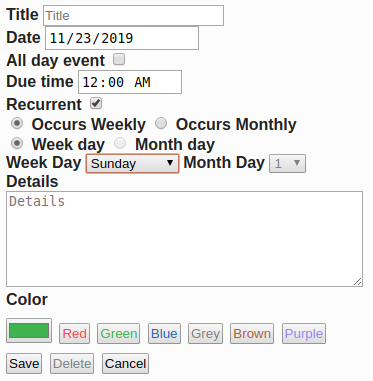 Title Title
Date 11/23/2019
All day event
Due time 12:00 AM
Recurrent
Occurs Weekly Occurs Monthly
Week day Month day
Week Day Sunday Month Day 1
Details
Details
Color
Red Green Blue Grey Brown Purple
Save Delete Cancel